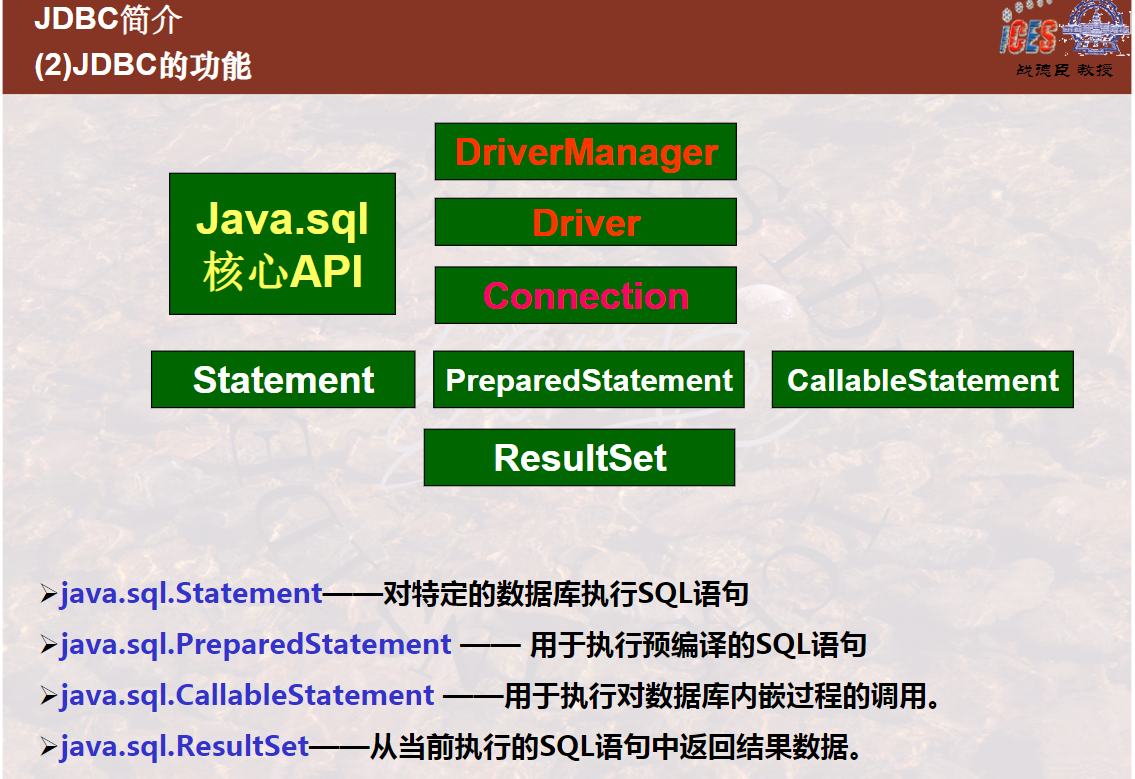 JDBC简介
(2)JDBC的功能
iCES
战德臣 教授
DriverManager
Java.sql
核心API
Driver
Connection
Statement
PreparedStatement
CallableStatement
ResultSet
➢java.sql.Statement——对特定的数据库执行SQL语句
➢java.sql.PreparedStatement —— 用于执行预编译的SQL语句
➢java.sql.CallableStatement ——用于执行对数据库内嵌过程的调用。
➢java.sql.ResultSet——从当前执行的SQL语句中返回结果数据。